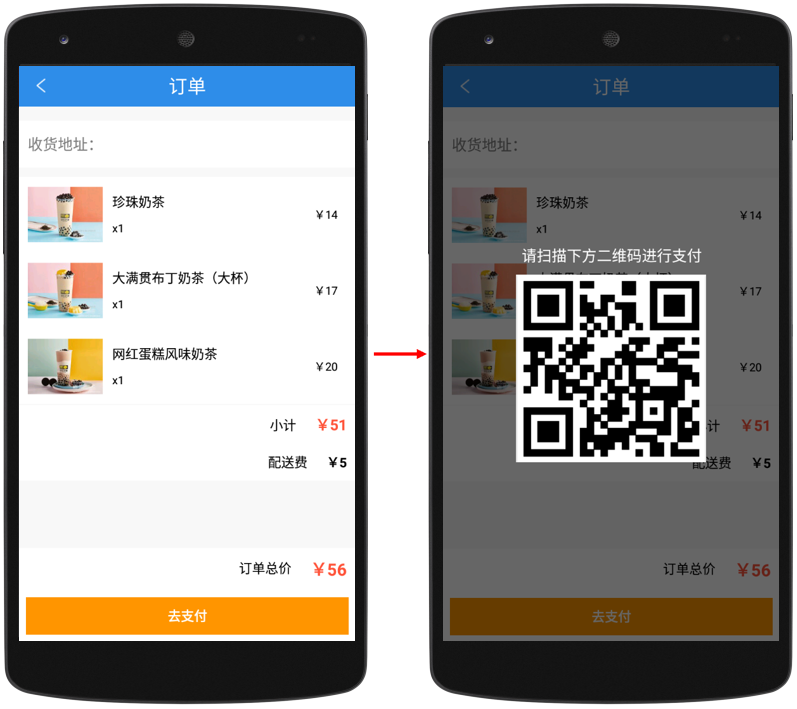 订单
收货地址：
珍珠奶茶
x1
￥14
大满贯布丁奶茶（大杯）
x1
￥17
网红蛋糕风味奶茶
x1
￥20
小计 ￥51
配送费 ￥5
订单总价 ￥56
去支付
订单
收货地址：
珍珠奶茶
x1
￥14
请扫描下方二维码进行支付
￥17
￥20
计 ￥51
配送费 ￥5
订单总价 ￥56
去支付